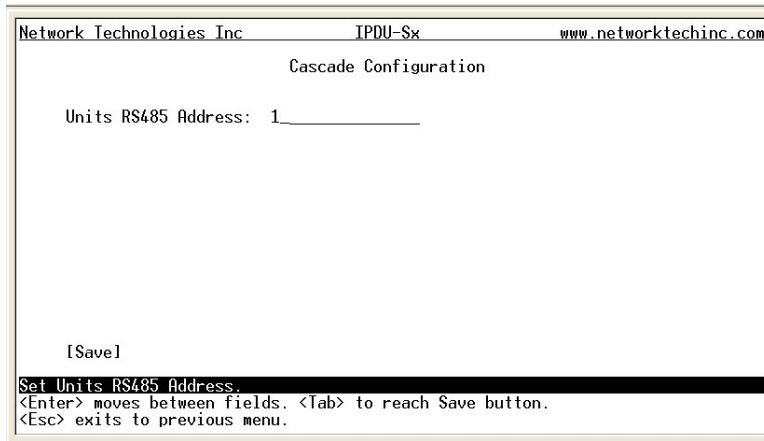 Network Technologies Inc IPDU-Sx www.networktechinc.com
Cascade Configuration
Units RS485 Address: 1_
[Save]
Set Units RS485 Address.
<Enter> moves between fields. <Tab> to reach Save button.
<Esc> exits to previous menu.